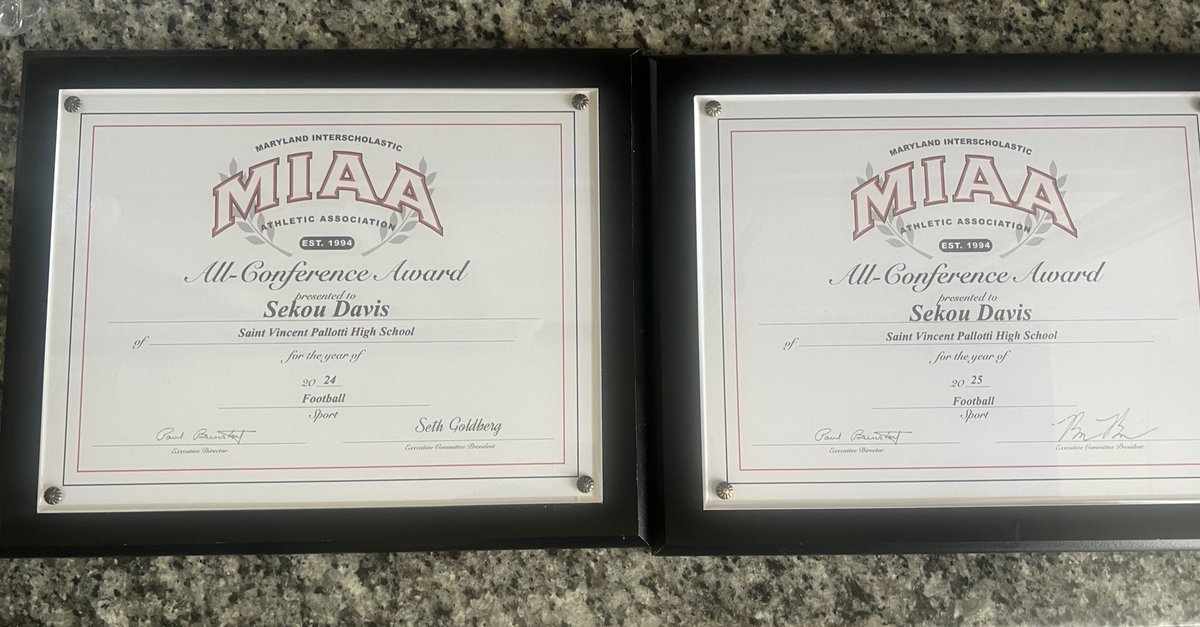 MARYLAND INTERSCHOLASTIC
MIAA
ATHLETIC ASSOCIATION
EST. 1994
All-Conference Award
presented to
Sekou Davis
Saint Vincent Pallotti High School
of
for the year of
20 24
Football
Sport
Seth Goldberg
Executive Director
Executive Committee President
MARYLAND INTERSCHOLASTIC
MIAA
ATHLETIC ASSOCIATION
EST. 1994
All-Conference Award
presented to
Sekou Davis
Saint Vincent Pallotti High School
of
for the year of
20 25
Football
Sport
Executive Director
Executive Committee President